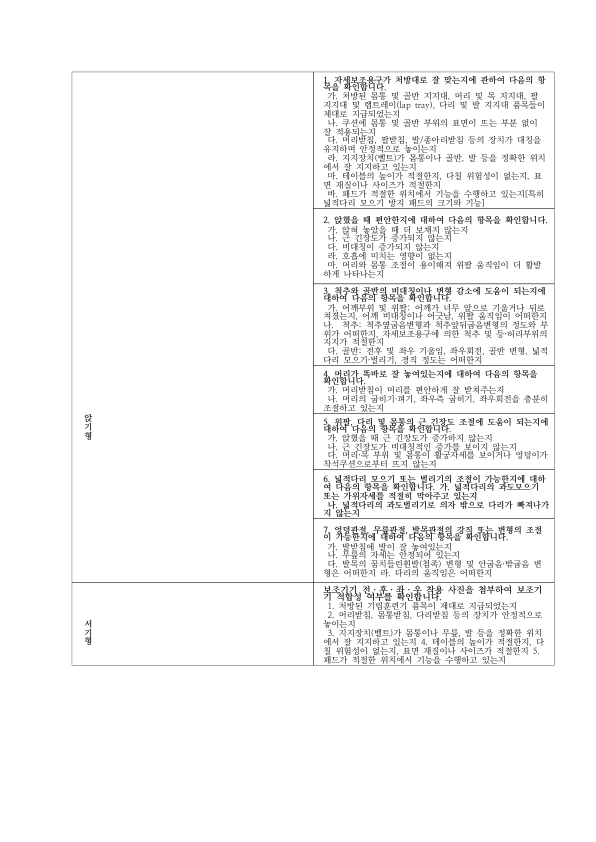 1. 자세보조용구가 처방대로 잘 맞는지에 관하여 다음의 항
목을 확인합니다.
가. 처방된 몸통 및 골반 지지대, 머리 및 목 지지대, 팔
지지대 및 랩트레이(lap tray), 다리 및 발 지지대 품목들이
제대로 지급되었는지
나. 쿠션에 몸통 및 골반 부위의 표면이 뜨는 부분 없이
잘 적용되는지
다. 머리받침, 팔받침, 발/종아리받침 등의 장치가 대칭을
유지하며 안정적으로 놓이는지
라. 지지장치(벨트)가 몸통이나 골반, 발 등을 정확한 위치
에서 잘 지지하고 있는지
마. 테이블의 높이가 적절한지, 다칠 위험성이 없는지, 표
면 재질이나 사이즈가 적절한지
바. 패드가 적절한 위치에서 기능을 수행하고 있는지[특히
넓적다리 모으기 방지 패드의 크기와 기능]
2. 앉혔을 때 편안한지에 대하여 다음의 항목을 확인합니다.
가. 앉혀 놓았을 때 더 보채지 않는지
나. 근 긴장도가 증가되지 않는지
다. 비대칭이 증가되지 않는지
라. 호흡에 미치는 영향이 없는지
마. 머리와 몸통 조절이 용이해져 위팔 움직임이 더 활발
하게 나타나는지
3. 척추와 골반의 비대칭이나 변형 감소에 도움이 되는지에
대하여 다음의 항목을 확인합니다.
가. 어깨부위 및 위팔: 어깨가 너무 앞으로 기울거나 뒤로
쳐졌는지, 어깨 비대칭이나 어긋남, 위팔 움직임이 어떠한지
나. 척추: 척추옆굽음변형과 척추앞뒤굽음변형의 정도와 부
위가 어떠한지, 자세보조용구에 의한 척추 및 등·허리부위의
지지가 적절한지
다. 골반: 전후 및 좌우 기울임, 좌우회전, 골반 변형, 넓적
다리 모으기·벌리기, 경직 정도는 어떠한지
4. 머리가 똑바로 잘 놓여있는지에 대하여 다음의 항목을
확인합니다.
가. 머리받침이 머리를 편안하게 잘 받쳐주는지
나. 머리의 굽히기·펴기, 좌우측 굽히기, 좌우회전을 충분히
조절하고 있는지
앉
기
형
5. 위팔, 다리 및 몸통의 근 긴장도 조절에 도움이 되는지에
대하여 다음의 항목을 확인합니다.
가. 앉혔을 때 근 긴장도가 증가하지 않는지
나. 근 긴장도가 비대칭적인 증가를 보이지 않는지
다. 머리·목 부위 및 몸통이 활궁자세를 보이거나 엉덩이가
착석쿠션으로부터 뜨지 않는지
6. 넓적다리 모으기 또는 벌리기의 조절이 가능한지에 대하
여 다음의 항목을 확인합니다. 가. 넓적다리의 과도모으기
또는 가위자세를 적절히 막아주고 있는지
나. 넓적다리의 과도벌리기로 의자 밖으로 다리가 빠져나가
지 않는지
7. 엉덩관절, 무릎관절, 발목관절의 강직 또는 변형의 조절
이 가능한지에 대하여 다음의 항목을 확인합니다.
가. 발받침에 발이 잘 놓여있는지
나. 무릎의 자세는 안정되어 있는지
다. 발목의 꿈치들린휜발(첨족) 변형 및 안굽음·밖굽음 변
형은 어떠한지 라. 다리의 움직임은 어떠한지
서
기
형
보조기기 전·후·좌·우 착용 사진을 첨부하여 보조기
기 적합성 여부를 확인합니다.
1. 처방된 기립훈련기 품목이 제대로 지급되었는지
2. 머리받침, 몸통받침, 다리받침 등의 장치가 안정적으로
놓이는지
3. 지지장치(벨트)가 몸통이나 무릎, 발 등을 정확한 위치
에서 잘 지지하고 있는지 4. 테이블의 높이가 적절한지, 다
칠 위험성이 없는지, 표면 재질이나 사이즈가 적절한지 5.
패드가 적절한 위치에서 기능을 수행하고 있는지